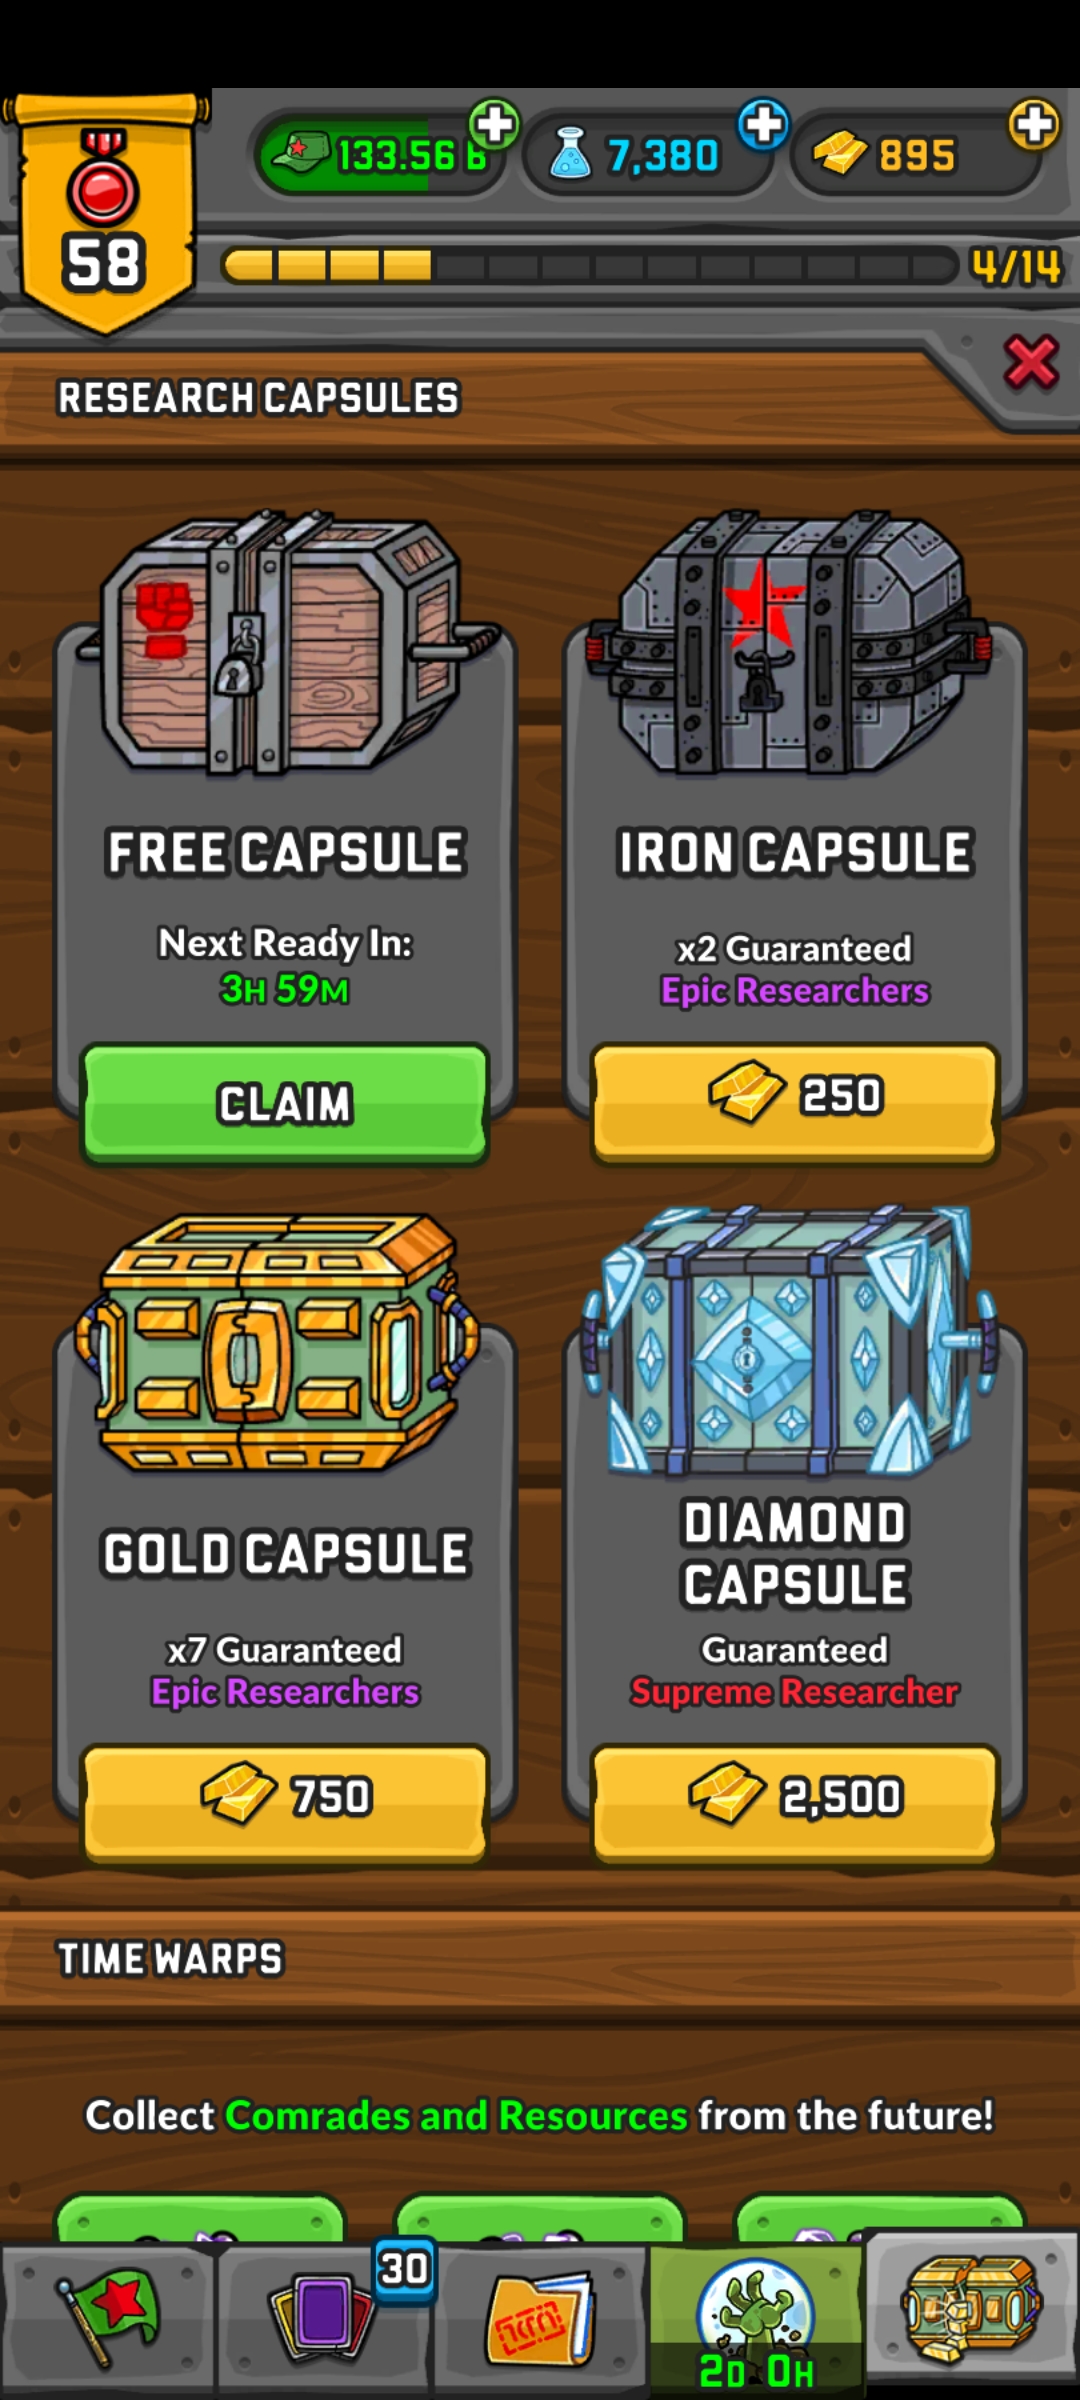 133.56 B
7,380
895
58
4/14
RESEARCH CAPSULES
FREE CAPSULE
Next Ready In:
3H 59M
CLAIM
IRON CAPSULE
x2 Guaranteed
Epic Researchers
250
GOLD CAPSULE
x7 Guaranteed
Epic Researchers
750
DIAMOND
CAPSULE
Guaranteed
Supreme Researcher
2,500
TIME WARPS
Collect Comrades and Resources from the future!
30
2D 0H